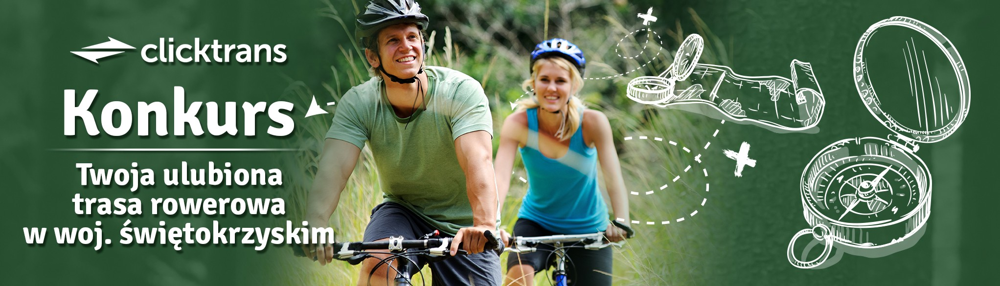 clicktrans
Konkurs
Twoja ulubiona
trasa rowerowa
w woj. świętokrzyskim